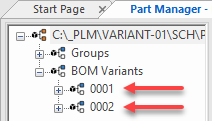 Start Page Part Manager -
C:\_PLM\VARIANT-01\SCH\P
Groups
BOM Variants
0001
0002